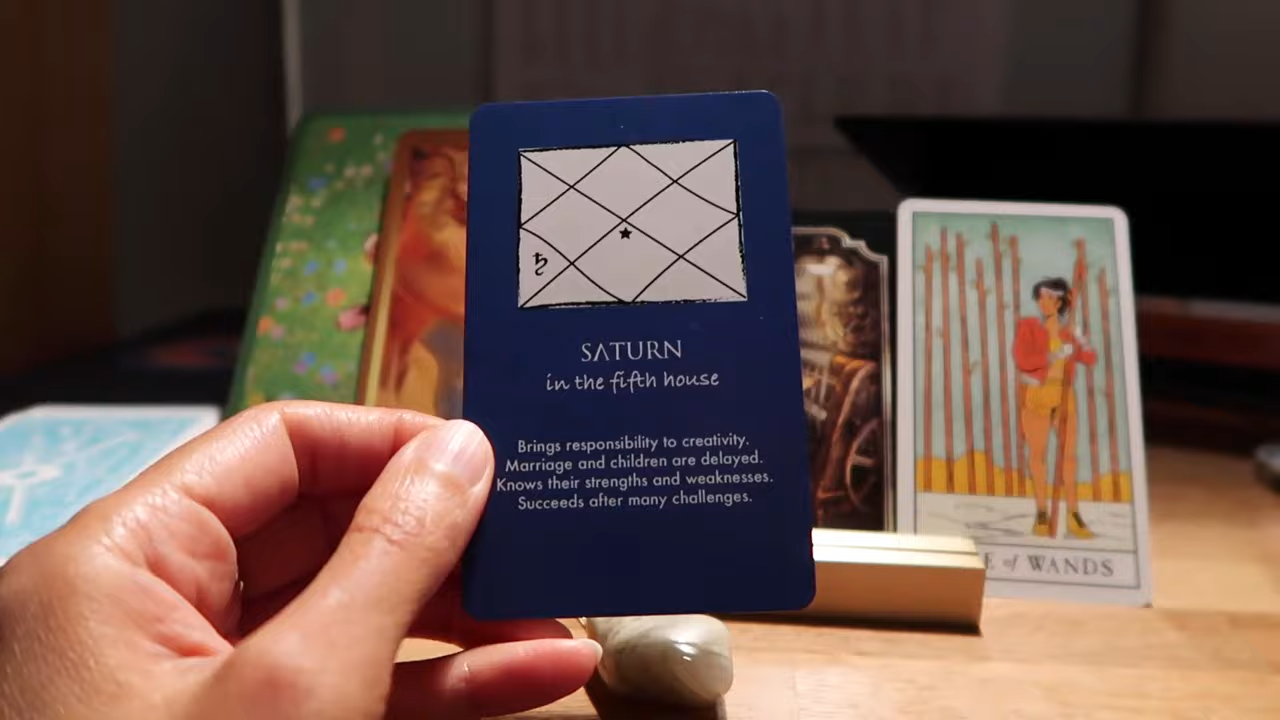 SATURN
in the fifth house
Brings responsibility to creativity.
Marriage and children are delayed.
Knows their strengths and weaknesses.
Succeeds after many challenges.
of WANDS